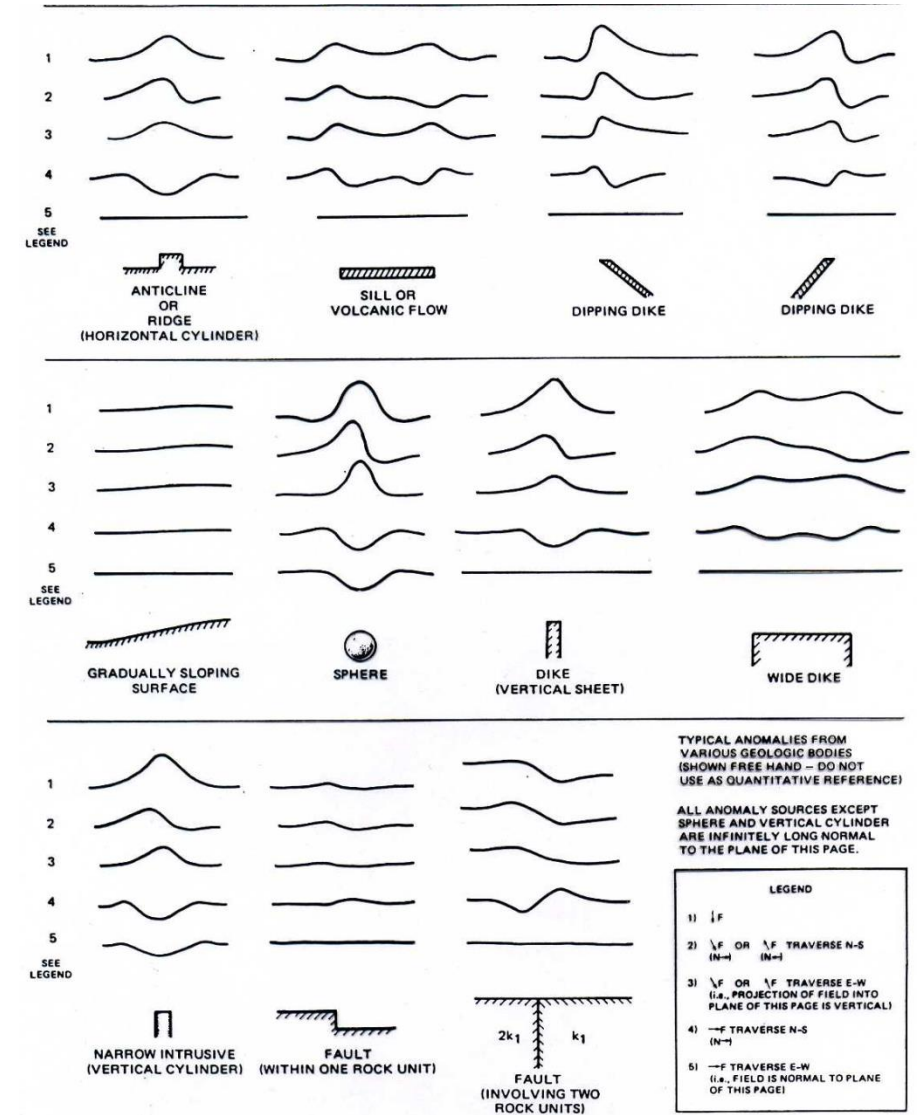 1
2
3
4
5
SEE
LEGEND
ANTICLINE
OR
RIDGE
(HORIZONTAL CYLINDER)
SILL OR
VOLCANIC FLOW
DIPPING DIKE
DIPPING DIKE
1
2
3
4
5
SEE
LEGEND
GRADUALLY SLOPING
SURFACE
SPHERE
DIKE
(VERTICAL SHEET)
WIDE DIKE
1
2
3
4
5
SEE
LEGEND
NARROW INTRUSIVE
(VERTICAL CYLINDER)
FAULT
(WITHIN ONE ROCK UNIT)
2k1
k1
FAULT
(INVOLVING TWO
ROCK UNITS)
TYPICAL ANOMALIES FROM
VARIOUS GEOLOGIC BODIES
(SHOWN FREE HAND – DO NOT
USE AS QUANTITATIVE REFERENCE)
ALL ANOMALY SOURCES EXCEPT
SPHERE AND VERTICAL CYLINDER
ARE INFINITELY LONG NORMAL
TO THE PLANE OF THIS PAGE.
LEGEND
1) F
2) F OR F TRAVERSE N-S
(N→) (N→)
3) F OR F TRAVERSE E-W
(i.e., PROJECTION OF FIELD INTO
PLANE OF THIS PAGE IS VERTICAL)
4) →F TRAVERSE N-S
(N→)
5) →F TRAVERSE E-W
(i.e., FIELD IS NORMAL TO PLANE
OF THIS PAGE)